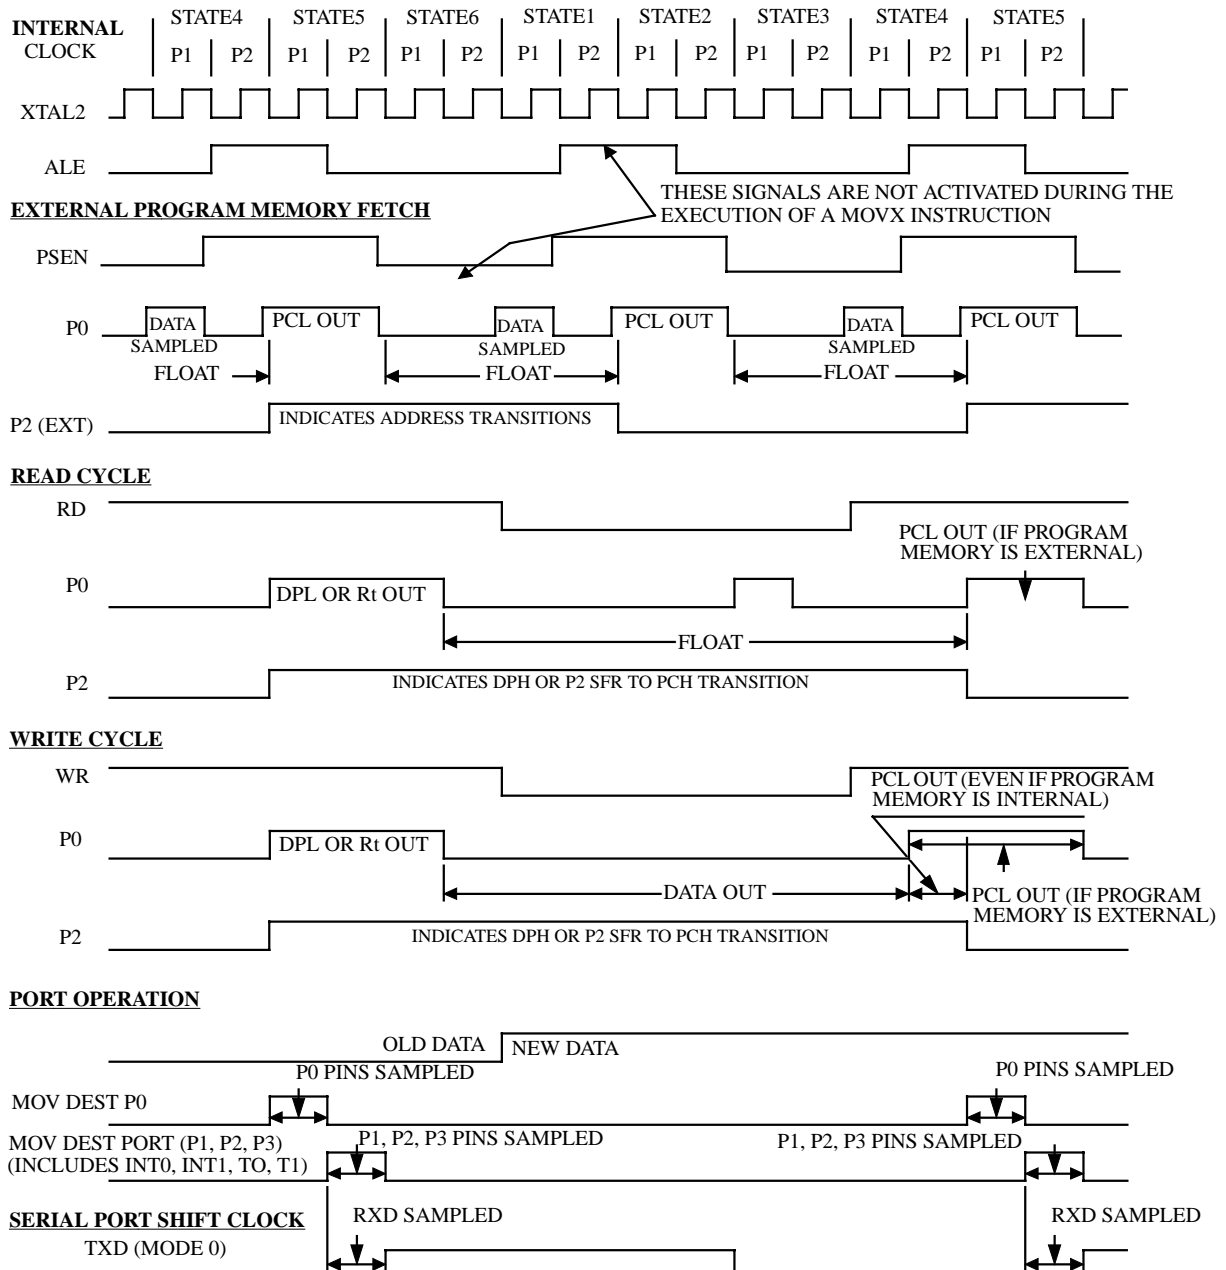 INTERNAL
CLOCK
STATE4 STATE5 STATE6 STATE1 STATE2 STATE3 STATE4 STATE5
P1 P2 P1 P2 P1 P2 P1 P2 P1 P2 P1 P2 P1 P2 P1 P2
XTAL2
ALE
THESE SIGNALS ARE NOT ACTIVATED DURING THE
EXECUTION OF A MOVX INSTRUCTION
EXTERNAL PROGRAM MEMORY FETCH
PSEN
P0
DATA
SAMPLED
PCL OUT
DATA
SAMPLED
PCL OUT
DATA
SAMPLED
PCL OUT
FLOAT FLOAT FLOAT
P2 (EXT)
INDICATES ADDRESS TRANSITIONS
READ CYCLE
RD
PCL OUT (IF PROGRAM
MEMORY IS EXTERNAL)
P0
DPL OR Rt OUT
FLOAT
P2
INDICATES DPH OR P2 SFR TO PCH TRANSITION
WRITE CYCLE
WR
PCL OUT (EVEN IF PROGRAM
MEMORY IS INTERNAL)
P0
DPL OR Rt OUT
DATA OUT
PCL OUT (IF PROGRAM
MEMORY IS EXTERNAL)
P2
INDICATES DPH OR P2 SFR TO PCH TRANSITION
PORT OPERATION
OLD DATA NEW DATA
P0 PINS SAMPLED P0 PINS SAMPLED
MOV DEST P0
MOV DEST PORT (P1, P2, P3)
(INCLUDES INT0, INT1, TO, T1)
P1, P2, P3 PINS SAMPLED P1, P2, P3 PINS SAMPLED
SERIAL PORT SHIFT CLOCK
RXD SAMPLED RXD SAMPLED
TXD (MODE 0)